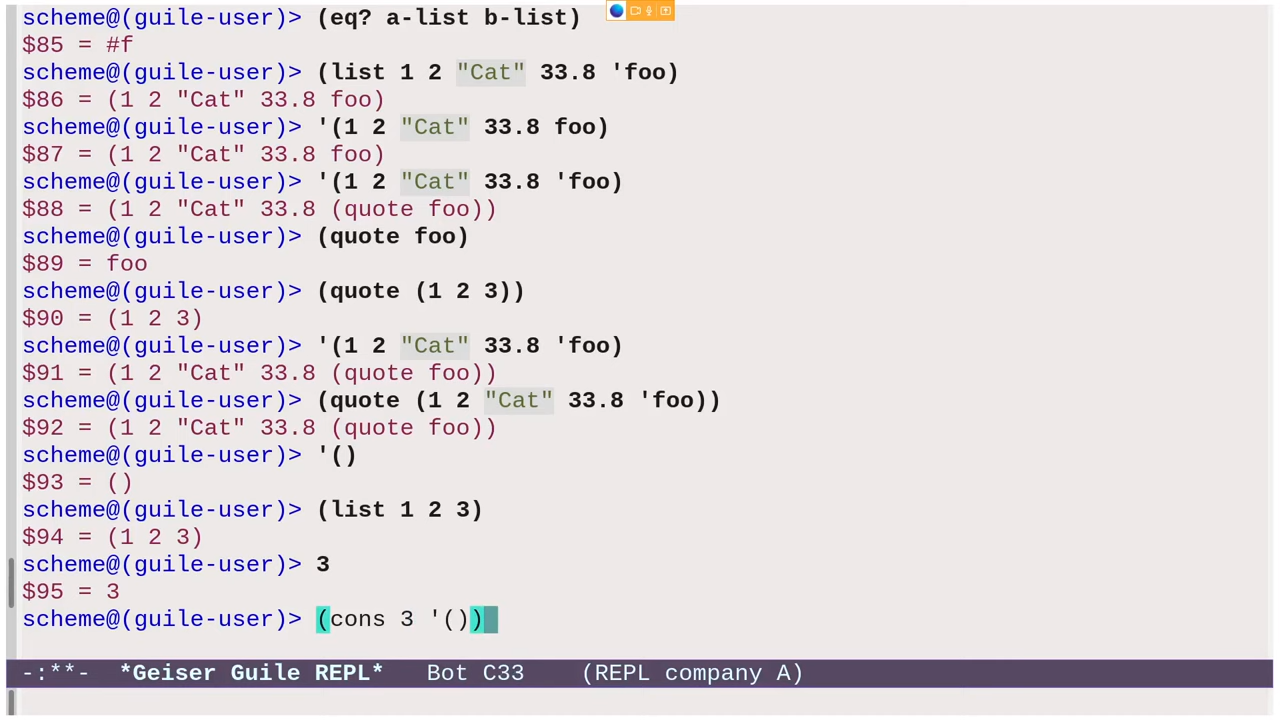 scheme@(guile-user)> (eq? a-list b-list)
$85 = #f
scheme@(guile-user)> (list 1 2 "Cat" 33.8 'foo)
$86 = (1 2 "Cat" 33.8 foo)
scheme@(guile-user)> '(1 2 "Cat" 33.8 foo)
$87 = (1 2 "Cat" 33.8 foo)
scheme@(guile-user)> '(1 2 "Cat" 33.8 'foo)
$88 = (1 2 "Cat" 33.8 (quote foo))
scheme@(guile-user)> (quote foo)
$89 = foo
scheme@(guile-user)> (quote (1 2 3))
$90 = (1 2 3)
scheme@(guile-user)> '(1 2 "Cat" 33.8 'foo)
$91 = (1 2 "Cat" 33.8 (quote foo))
scheme@(guile-user)> (quote (1 2 "Cat" 33.8 'foo))
$92 = (1 2 "Cat" 33.8 (quote foo))
scheme@(guile-user)> '()
$93 = ()
scheme@(guile-user)> (list 1 2 3)
$94 = (1 2 3)
scheme@(guile-user)> 3
$95 = 3
scheme@(guile-user)> (cons 3 '())
-:**-  *Geiser Guile REPL*   Bot C33    (REPL company A)